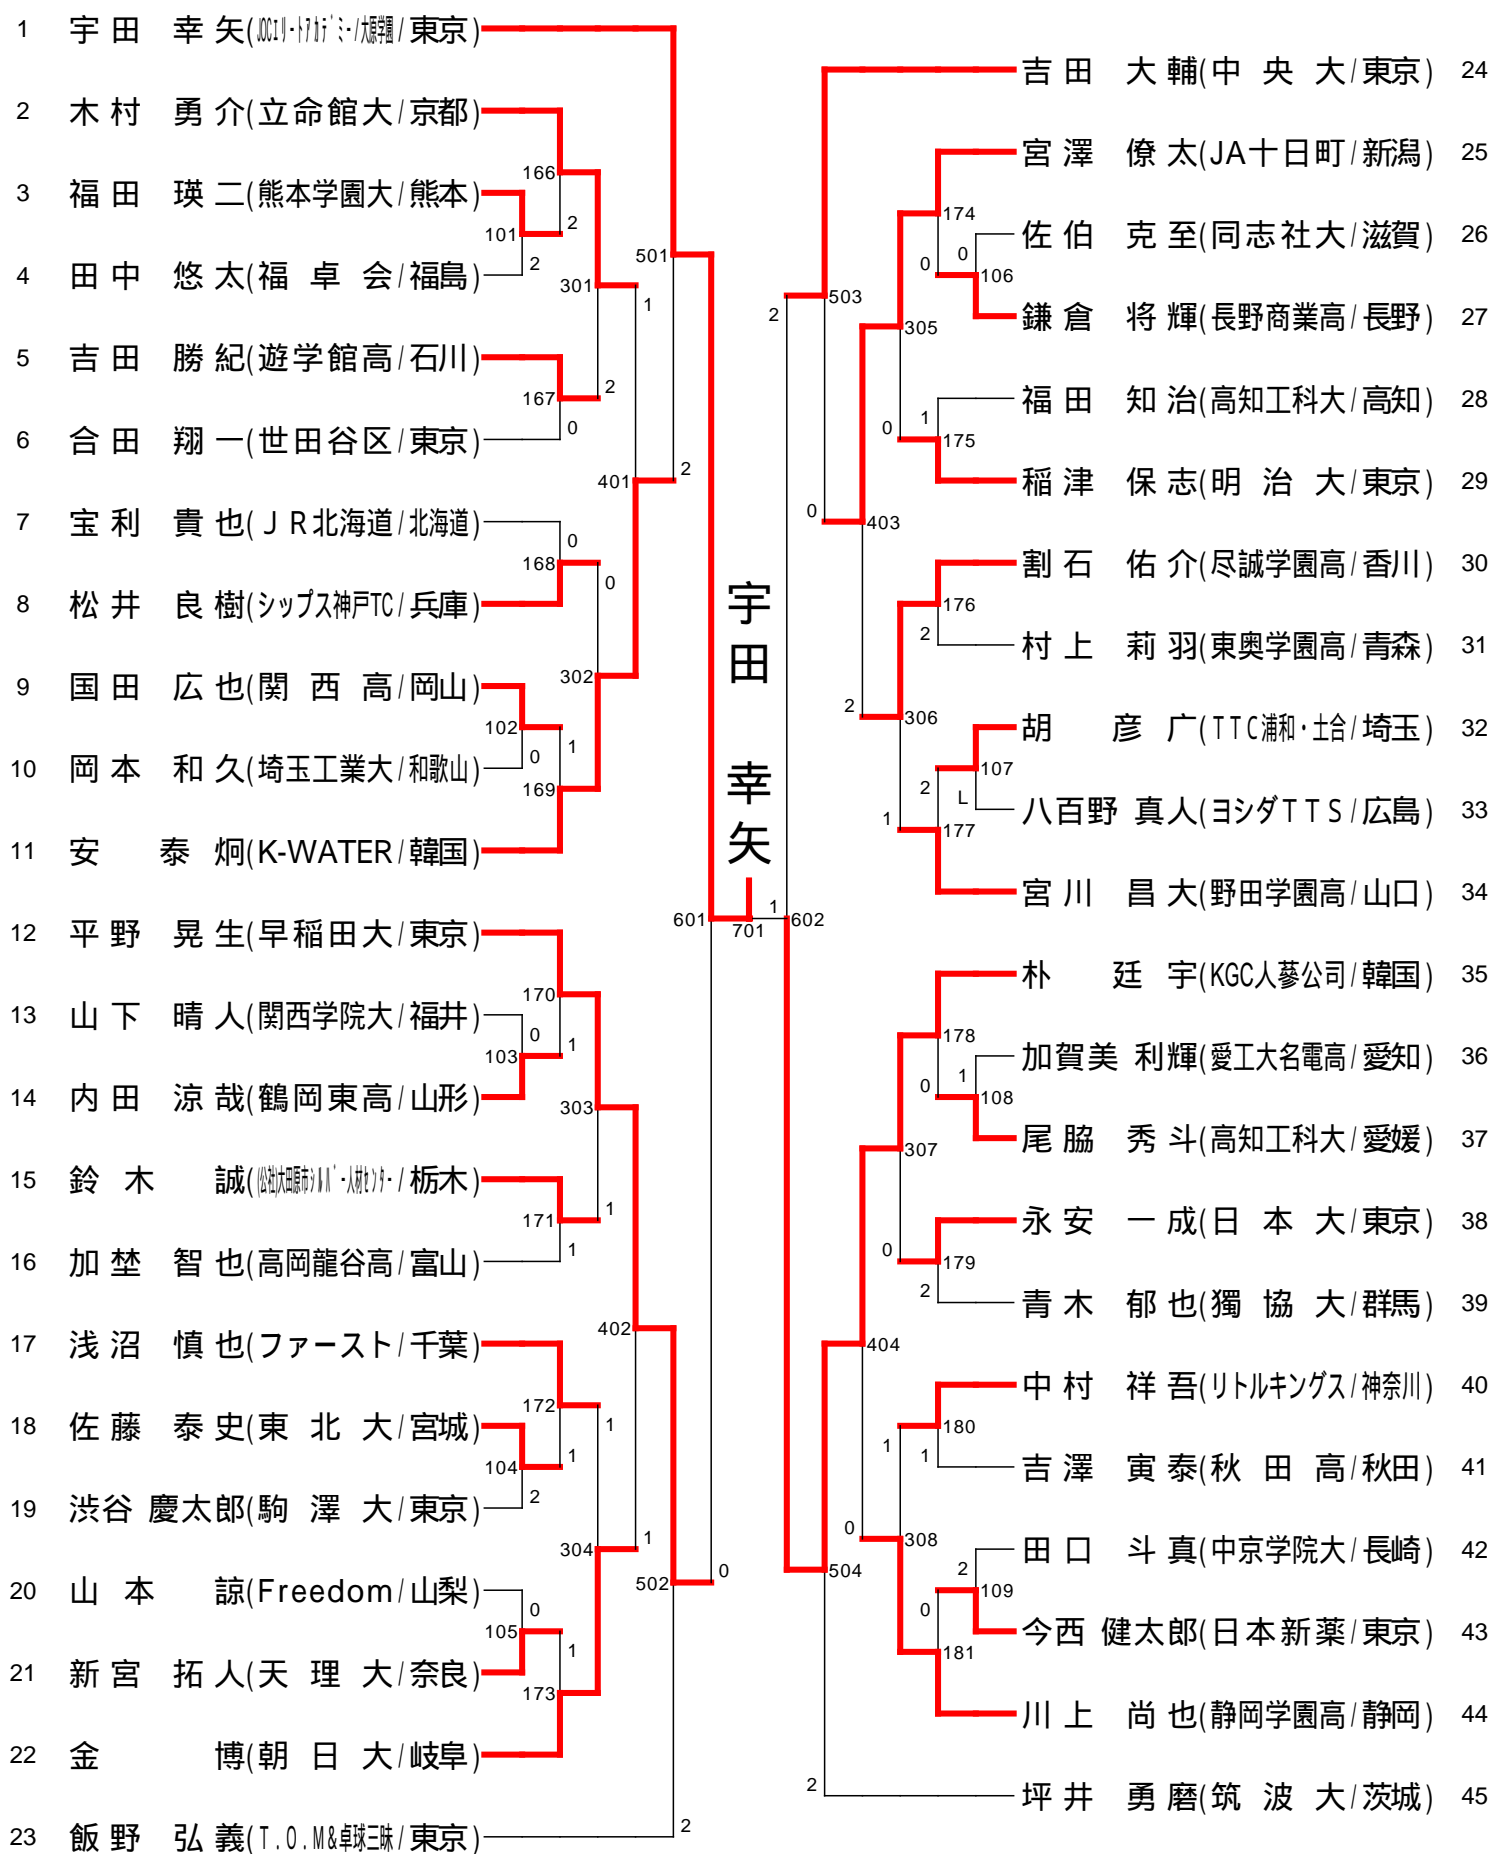 1 宇田 幸矢(JOCエリートアカデミー/大原学園/東京)
2 木村 勇介(立命館大/京都)
3 福田 瑛二(熊本学園大/熊本)
4 田中 悠太(福卓会/福島)
5 吉田 勝紀(遊学館高/石川)
6 合田 翔一(世田谷区/東京)
7 宝利 貴也(JR北海道/北海道)
8 松井 良樹(シップス神戸TC/兵庫)
9 国田 広也(関西高/岡山)
10 岡本 和久(埼玉工業大/和歌山)
11 安 泰炯(K-WATER/韓国)
12 平野 晃生(早稲田大/東京)
13 山下 晴人(関西学院大/福井)
14 内田 涼哉(鶴岡東高/山形)
15 鈴木 誠((公社)大田原市シルバー人材センター/栃木)
16 加埜 智也(高岡龍谷高/富山)
17 浅沼 慎也(ファースト/千葉)
18 佐藤 泰史(東北大/宮城)
19 渋谷 慶太郎(駒澤大/東京)
20 山本 諒(Freedom/山梨)
21 新宮 拓人(天理大/奈良)
22 金 博(朝日大/岐阜)
23 飯野 弘義(T.O.M&卓球三昧/東京)
166
2
101
2
301
1
167
2
0
501
401
2
168
0
0
302
102
0
1
169
170
103
0
1
303
171
1
1
402
172
1
104
1
2
304
1
105
0
1
173
502
0
2
601
701
1
602
宇田 幸矢
吉田 大輔(中央大/東京) 24
宮澤 僚太(JA十日町/新潟) 25
佐伯 克至(同志社大/滋賀) 26
鎌倉 将輝(長野商業高/長野) 27
福田 知治(高知工科大/高知) 28
稲津 保志(明治大/東京) 29
割石 佑介(尽誠学園高/香川) 30
村上 莉羽(東奥学園高/青森) 31
胡 彦广(TTC浦和・土合/埼玉) 32
八百野 真人(ヨシダTTS/広島) 33
宮川 昌大(野田学園高/山口) 34
朴 廷宇(KGC人蔘公司/韓国) 35
加賀美 利輝(愛工大名電高/愛知) 36
尾脇 秀斗(高知工科大/愛媛) 37
永安 一成(日本大/東京) 38
青木 郁也(獨協大/群馬) 39
中村 祥吾(リトルキングス/神奈川) 40
吉澤 寅泰(秋田高/秋田) 41
田口 斗真(中京学院大/長崎) 42
今西 健太郎(日本新薬/東京) 43
川上 尚也(静岡学園高/静岡) 44
坪井 勇磨(筑波大/茨城) 45
174
0
0
106
2
503
305
1
0
175
0
403
176
2
2
306
107
2
L
1
177
178
0
1
108
307
0
179
2
404
180
1
1
0
308
2
109
0
181
504
2